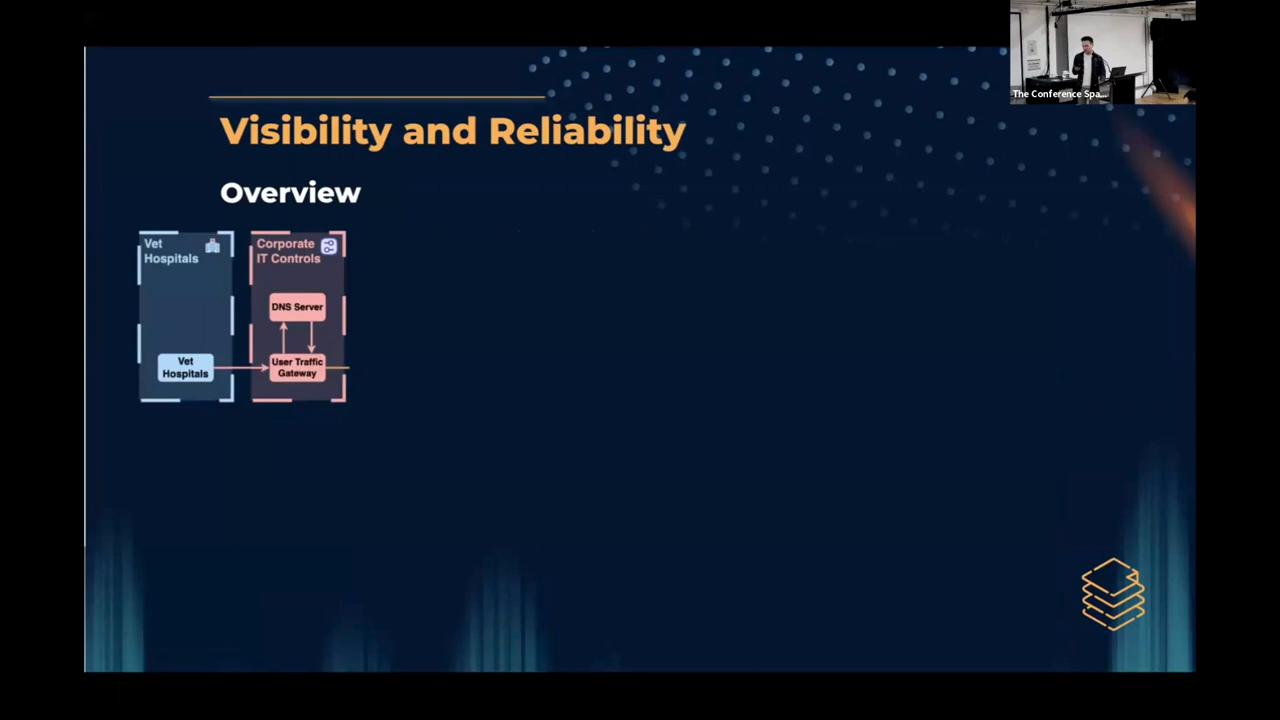 The Conference Spa...
Visibility and Reliability
Overview
Vet
Hospitals
Corporate
IT Controls
DNS Server
Vet
Hospitals
User Traffic
Gateway